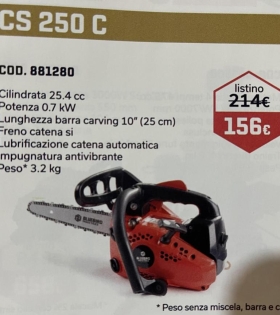 CS 250 C
COD. 881280
Cilindrata 25.4 cc
Potenza 0.7 kW
Lunghezza barra carving 10" (25 cm)
Freno catena si
Lubrificazione catena automatica
Impugnatura antivibrante
Peso* 3.2 kg
listino
214€
156€
* Peso senza miscela, barra e c